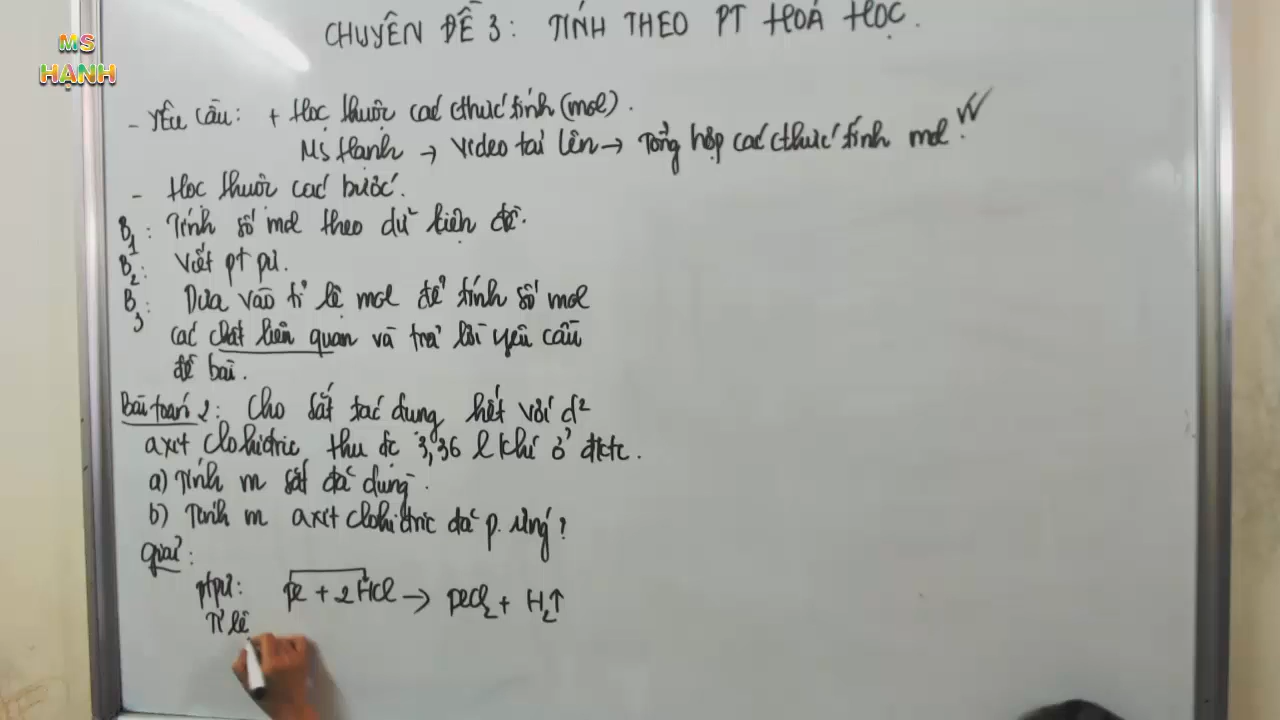 MS
HẠNH
CHUYÊN ĐỀ 3: TÍNH THEO PT HOÁ HỌC.
- Yêu cầu: + Học thuộc các cthức tính (mol).
Ms Hạnh → Video tải lên → Tổng hợp các cthức tính mol.
- Học thuộc các bước.
B1: Tính số mol theo dữ kiện đề.
B2: Viết pt pư.
B3: Dựa vào tỉ lệ mol để tính số mol
các chất liên quan và trả lời yêu cầu
đề bài.
Bài toán 2: Cho sắt tác dụng hết với d²
axit clohidric thu đc 3,36 l khí ở đktc.
a) Tính m sắt đã dùng.
b) Tính m axit clohidric đã p. ứng?
Giải:
ptpư: Fe + 2HCl → FeCl2 + H2↑
Tỉ lệ